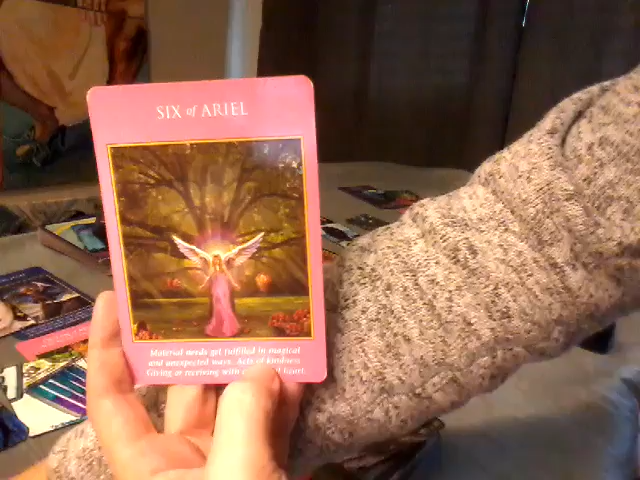 SIX of ARIEL
Material needs get fulfilled in magical
and unexpected ways. Acts of kindness.
Giving or receiving with heart.